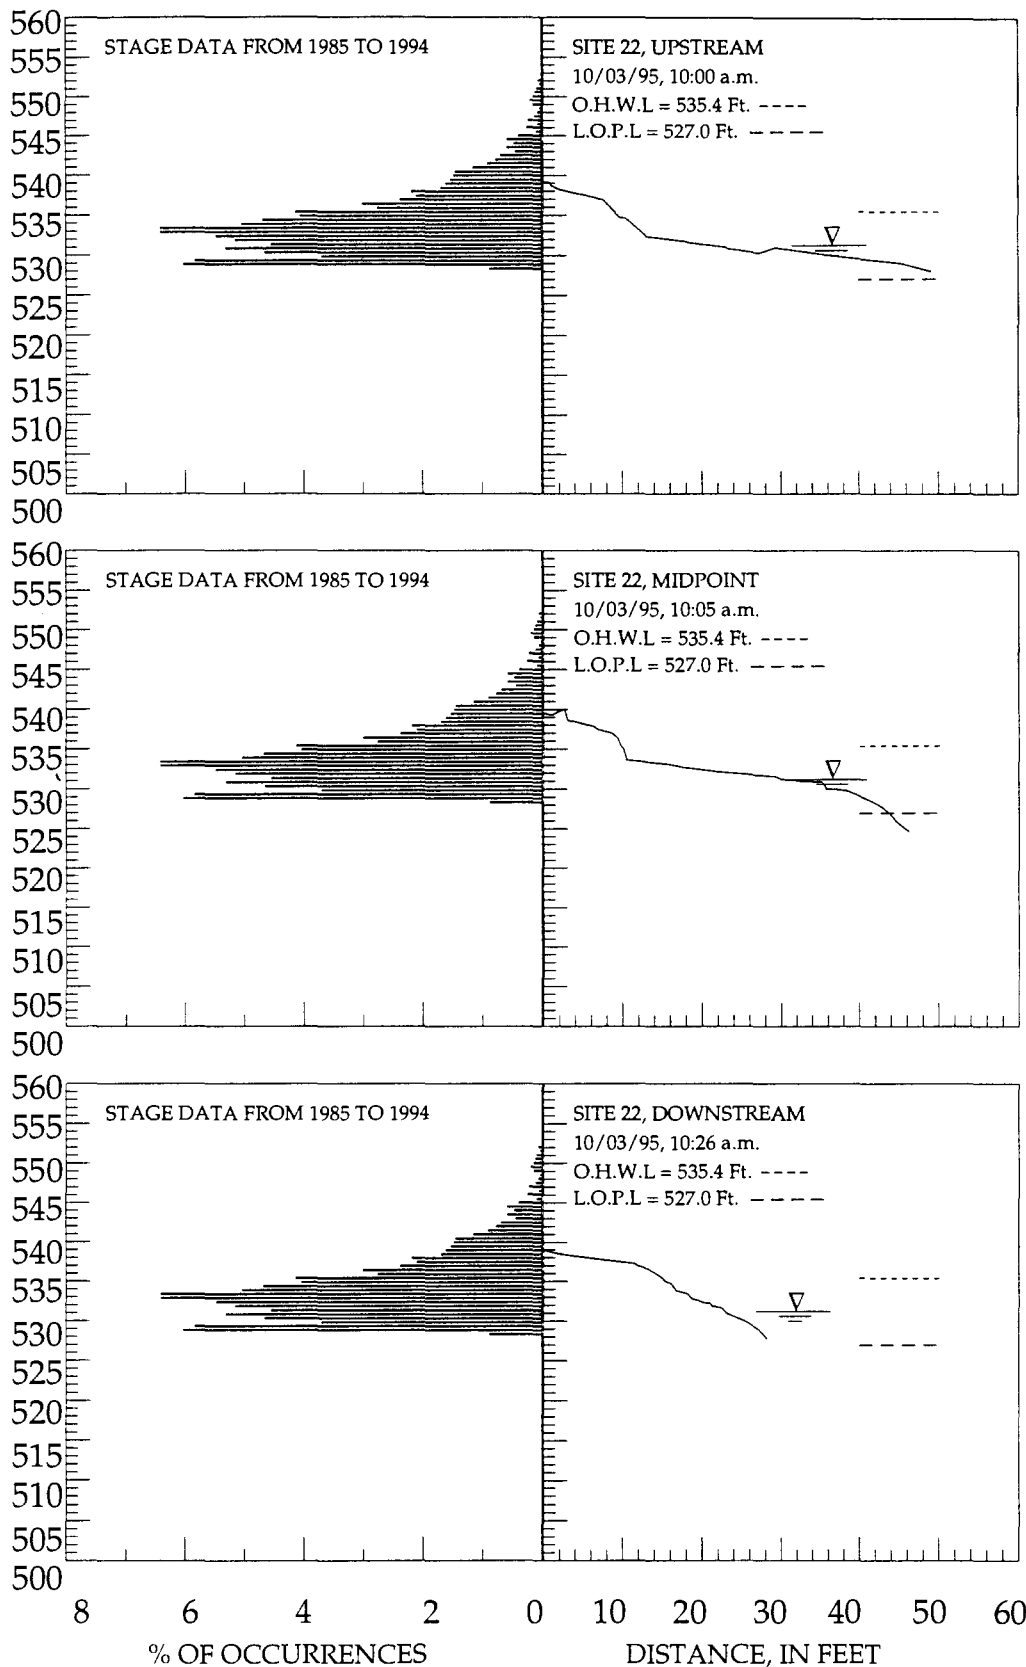 560
555
550
545
540
535
530
525
520
515
510
505
500
STAGE DATA FROM 1985 TO 1994
SITE 22, UPSTREAM
10/03/95, 10:00 a.m.
O.H.W.L = 535.4 Ft.
L.O.P.L = 527.0 Ft.
560
555
550
545
540
535
530
525
520
515
510
505
500
STAGE DATA FROM 1985 TO 1994
SITE 22, MIDPOINT
10/03/95, 10:05 a.m.
O.H.W.L = 535.4 Ft.
L.O.P.L = 527.0 Ft.
560
555
550
545
540
535
530
525
520
515
510
505
500
STAGE DATA FROM 1985 TO 1994
SITE 22, DOWNSTREAM
10/03/95, 10:26 a.m.
O.H.W.L = 535.4 Ft.
L.O.P.L = 527.0 Ft.
8 6 4 2 0 10 20 30 40 50 60
% OF OCCURRENCES
DISTANCE, IN FEET